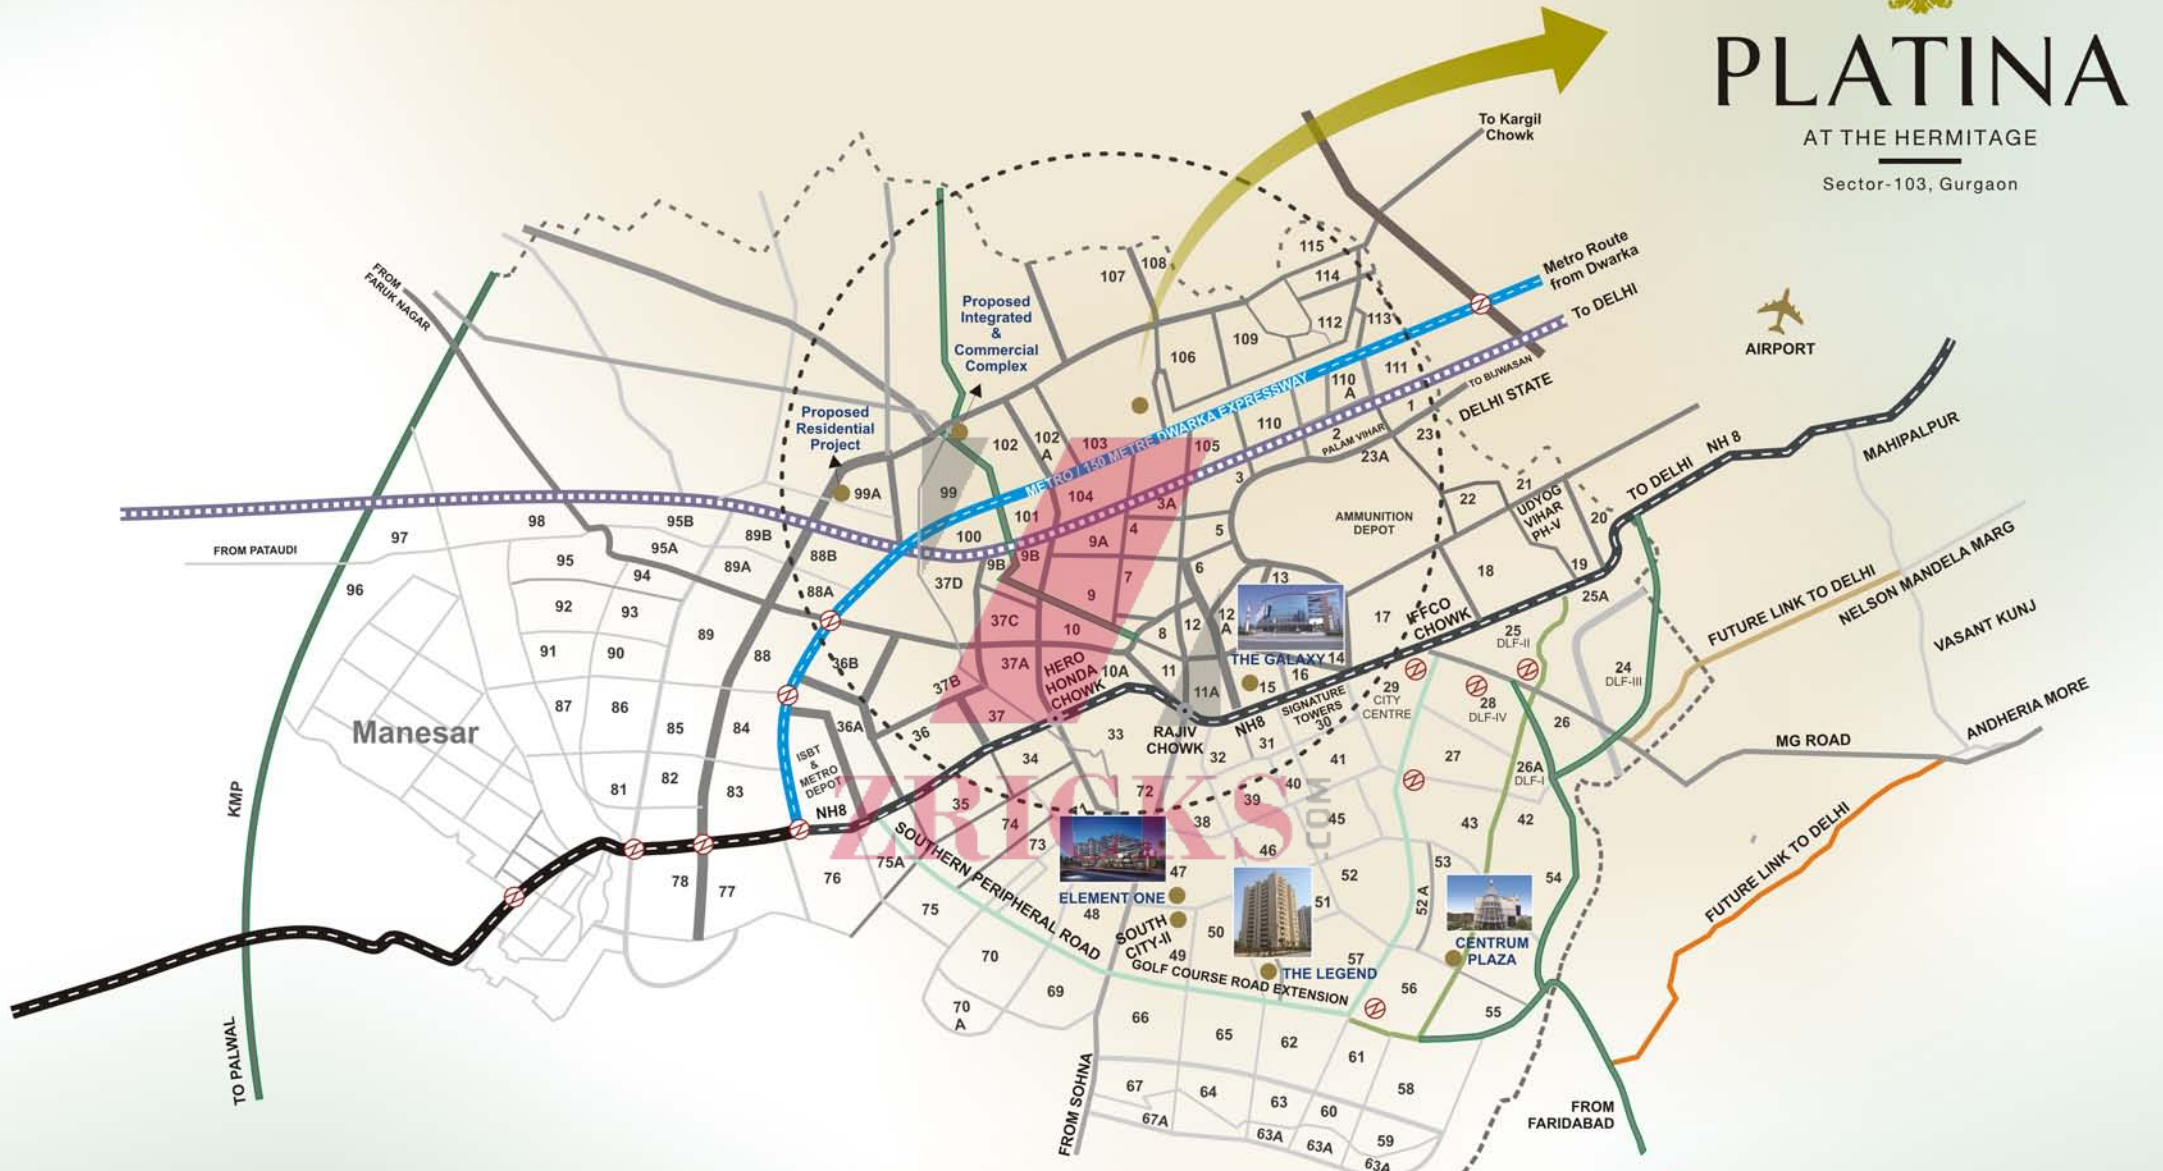 PLATINA
AT THE HERMITAGE
Sector-103, Gurgaon
To Kargil
Chowk
Metro Route
from Dwarka
To DELHI
AIRPORT
FROM
FARUK NAGAR
Proposed
Integrated
&
Commercial
Complex
Proposed
Residential
Project
115
114
108
107
112
113
109
106
111
110
A
110
TO BIJWASAN
DELHI STATE
METRO / 150 METRE DWARKA EXPRESSWAY
1
2
PALAM VIHAR
23
23A
3
102
102
A
103
105
104
3A
99A
99
101
100
98
97
95B
95A
89B
89A
88B
88A
95
94
96
FROM PATAUDI
92
93
91
90
89
88
87
86
85
84
83
82
81
78
77
76
Manesar
KMP
TO PALWAL
ISBT
&
METRO
DEPOT
NH8
36B
36A
36
37B
37D
9B
9B
9A
4
5
6
7
9
37C
10
37A
37
HERO
HONDA
CHOWK
10A
8
12
12
A
11
11A
13
14
THE GALAXY
15
16
17
AMMUNITION
DEPOT
22
21
UDYOG
VIHAR
PH-V
20
19
18
TO DELHI
NH 8
MAHIPALPUR
IFFCO
CHOWK
25A
25
DLF-II
24
DLF-III
FUTURE LINK TO DELHI
NELSON MANDELA MARG
VASANT KUNJ
ANDHERIA MORE
MG ROAD
SIGNATURE
TOWERS
NH8
30
29
CITY
CENTRE
28
DLF-IV
26
26A
DLF-I
27
RAJIV
CHOWK
33
34
35
32
31
41
40
39
38
72
74
73
45
46
43
42
52
51
53
52 A
54
47
ELEMENT ONE
48
SOUTH
CITY-II
49
50
THE LEGEND
57
56
CENTRUM
PLAZA
55
SOUTHERN PERIPHERAL ROAD
GOLF COURSE ROAD EXTENSION
75A
75
70
70
A
69
66
65
62
61
58
67
67A
64
63
63A
60
63A
59
63A
FROM SOHNA
FROM
FARIDABAD
FUTURE LINK TO DELHI
ZRICKS
.COM